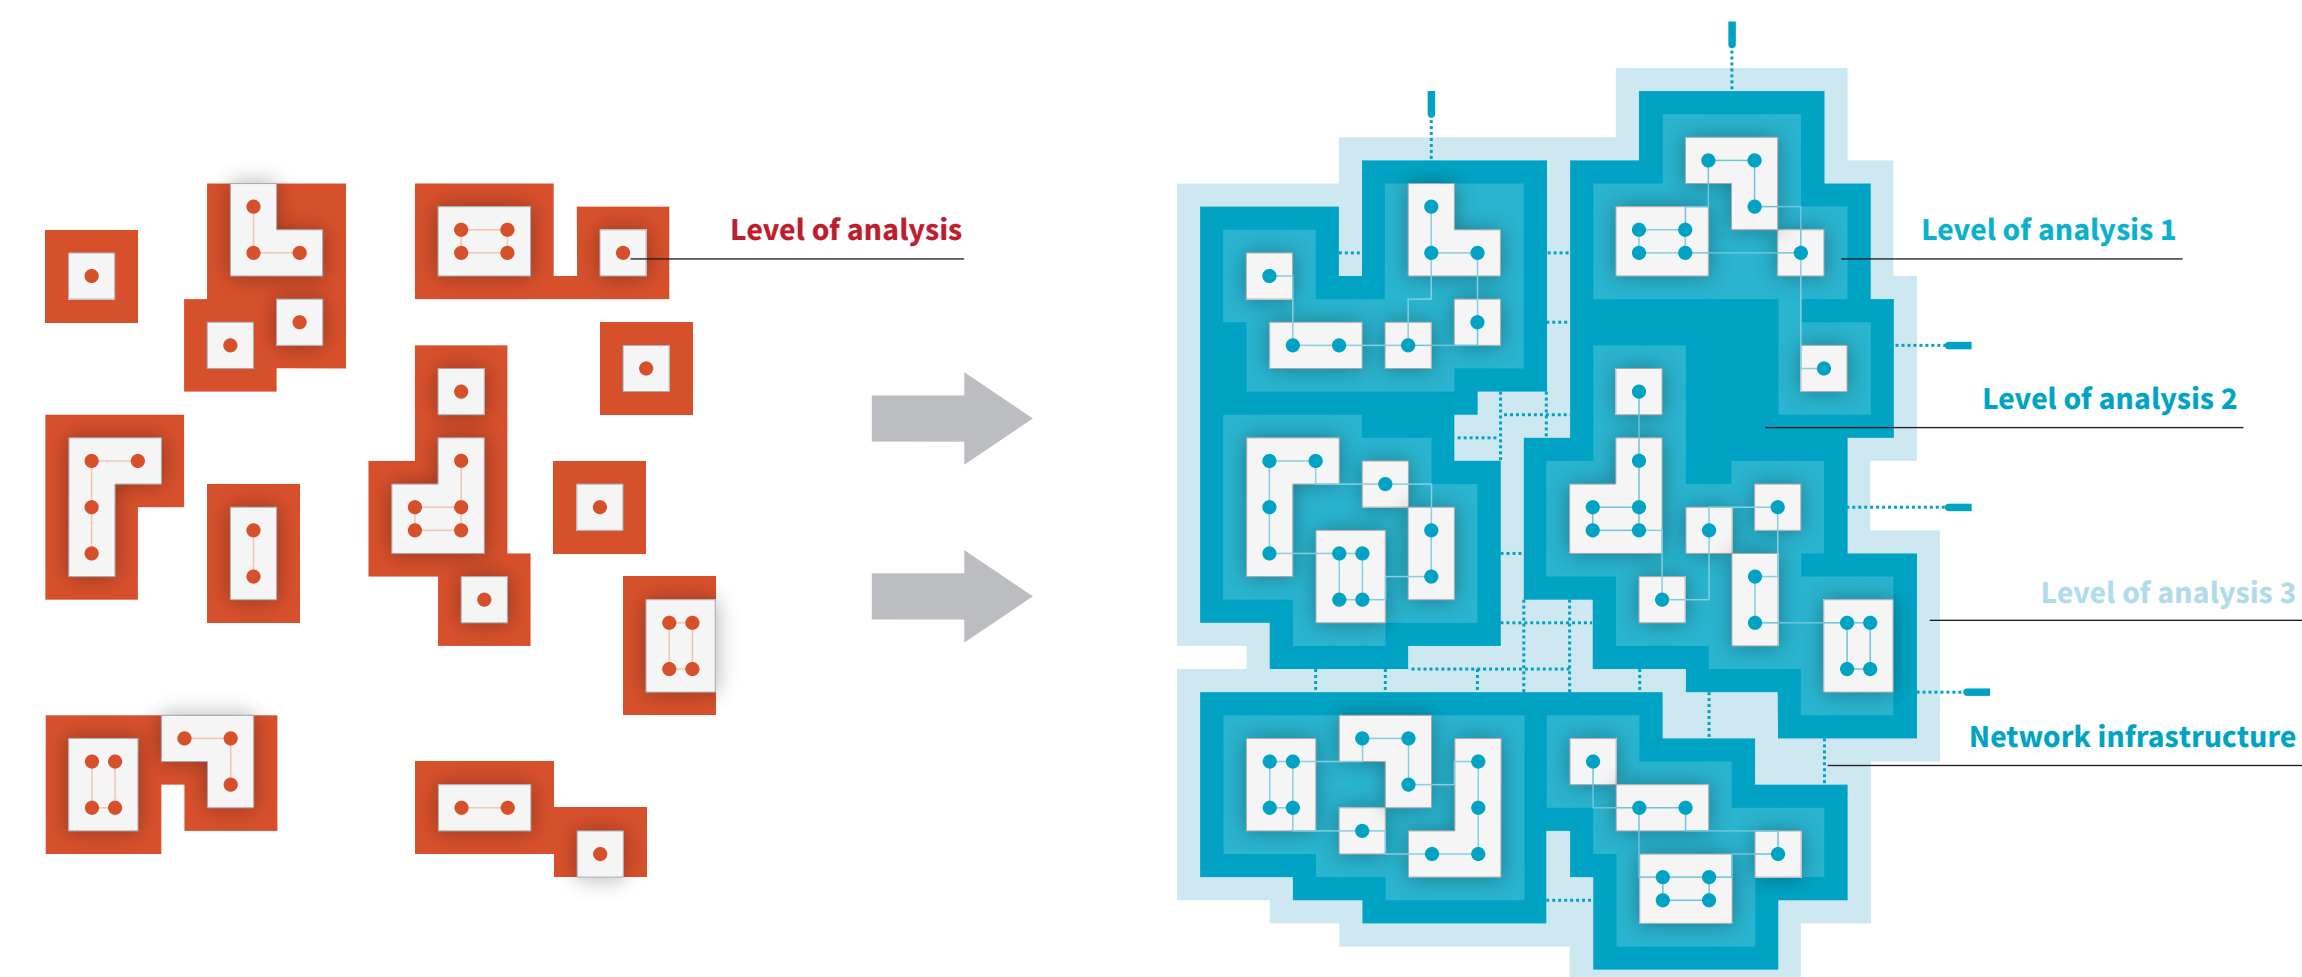 Level of analysis
Level of analysis 1
Level of analysis 2
Level of analysis 3
Network infrastructure